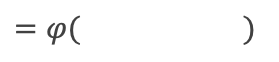 = φ( )